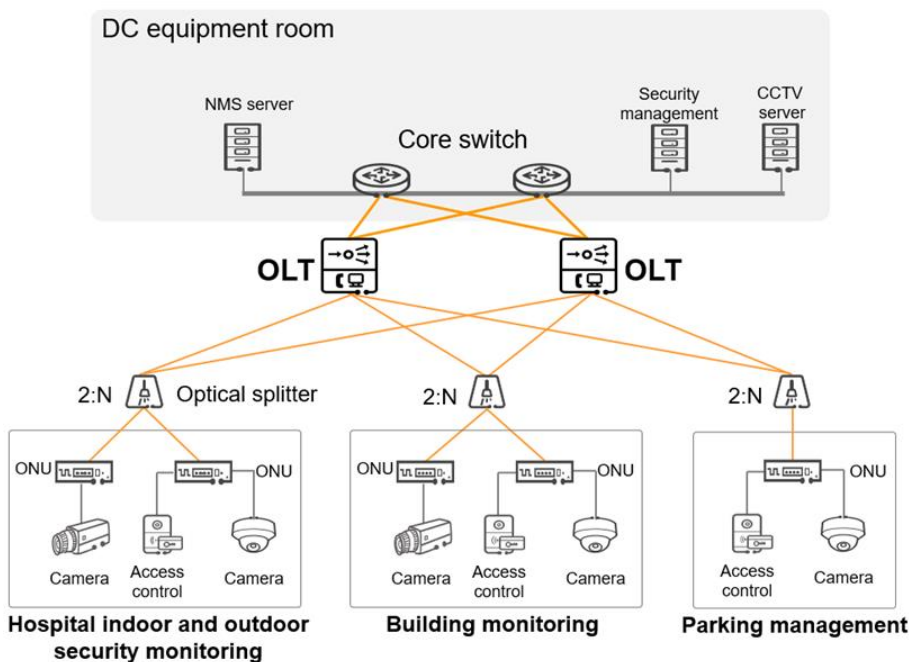 DC equipment room
NMS server
Security
management
CCTV
server
Core switch
OLT
OLT
2:N
Optical splitter
2:N
2:N
ONU
ONU
ONU
ONU
ONU
Camera
Access
control
Camera
Camera
Access
control
Camera
Access
control
Camera
Hospital indoor and outdoor
security monitoring
Building monitoring
Parking management